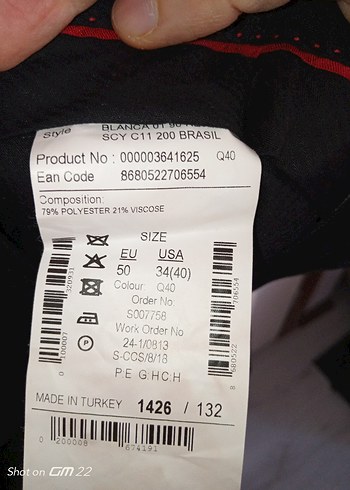 Style
SCY C11 200 BRASIL
Product No : 000003641625 Q40
Ean Code 8680522706554
Composition:
79% POLYESTER 21% VISCOSE
SIZE
EU USA
50 34(40)
Colour: Q40
Order No:
S007758
Work Order No
24-1/0813
S-CCS/8/18
P:E G:H C:H
P
MADE IN TURKEY 1426 / 132
Shot on GM 22